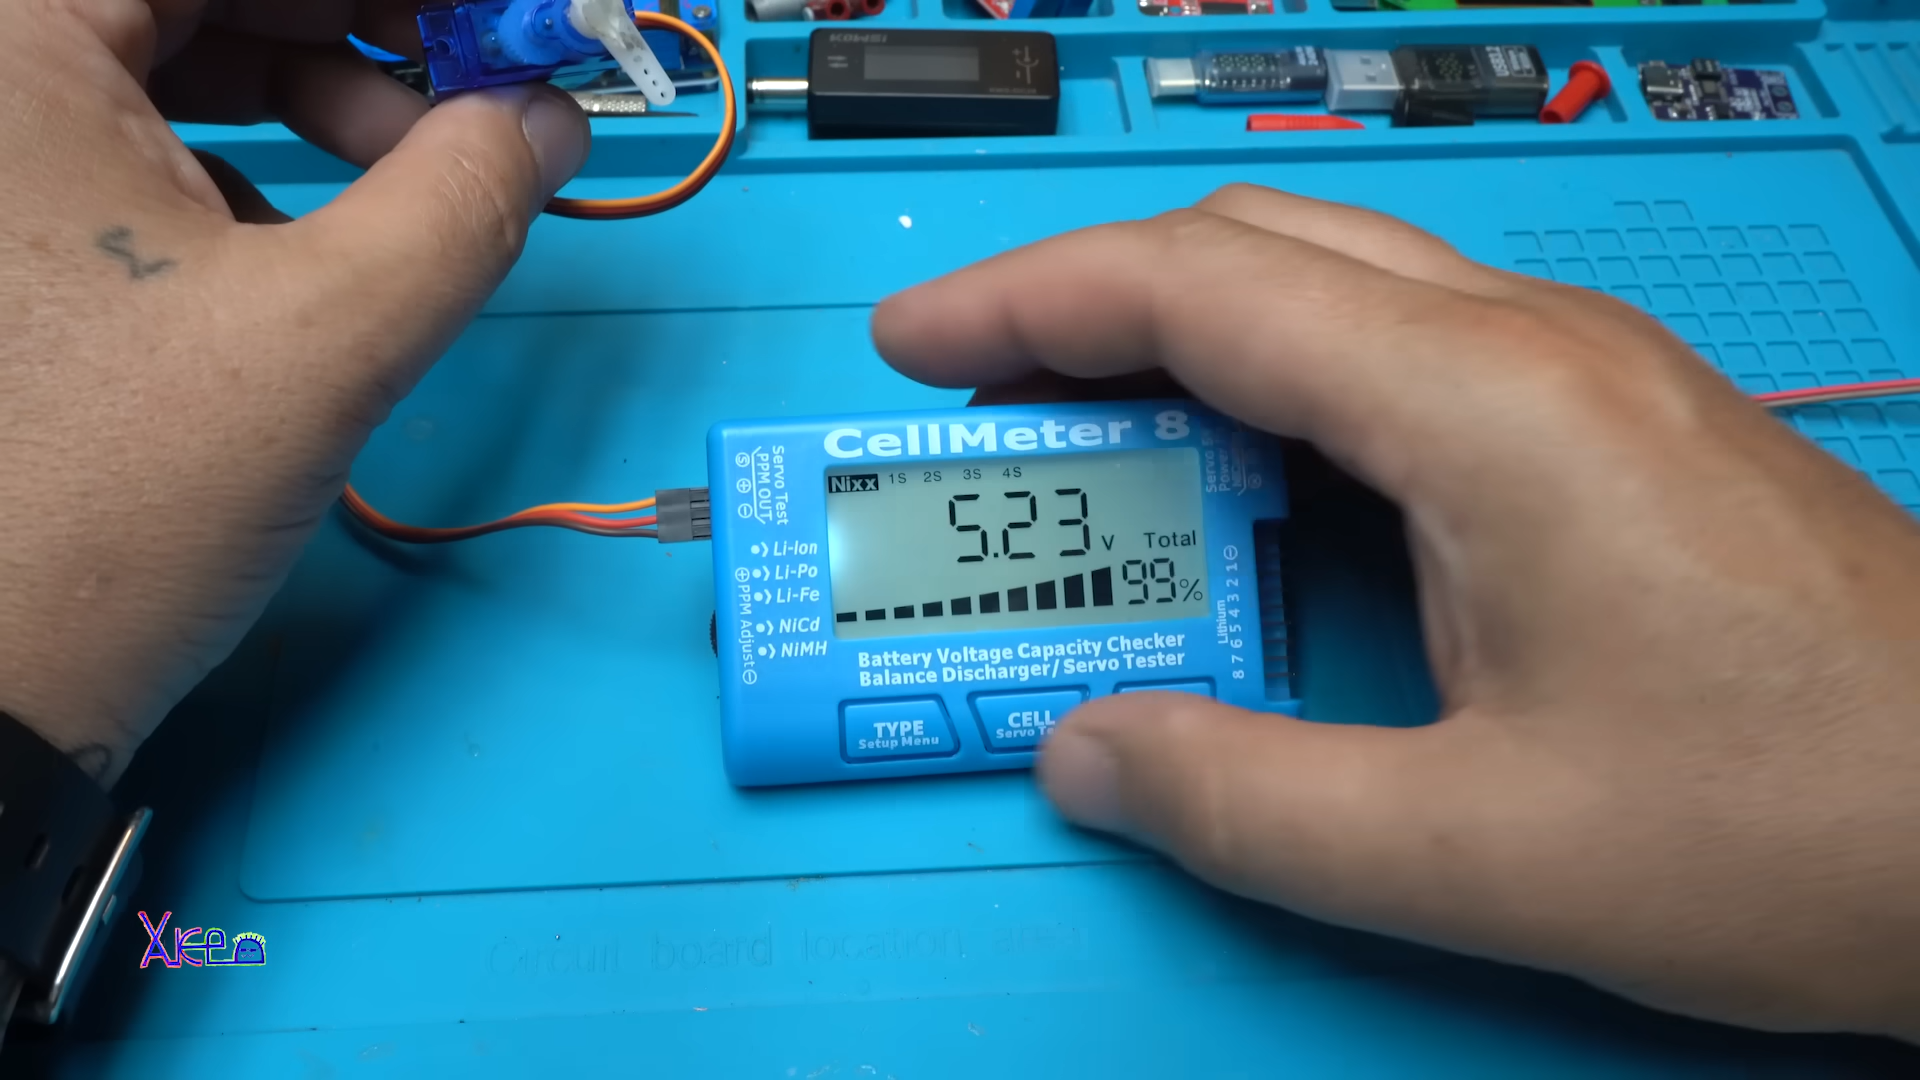 CellMeter 8
Servo Test
PPM OUT
Nixx 1S 2S 3S 4S
5.23 V Total
99%
Li-Ion
Li-Po
Li-Fe
NiCd
NiMH
PPM Adjust
Lithium
8 7 6 5 4 3 2 1
Battery Voltage Capacity Checker
Balance Discharger/Servo Tester
TYPE
Setup Menu
CELL
Circuit board